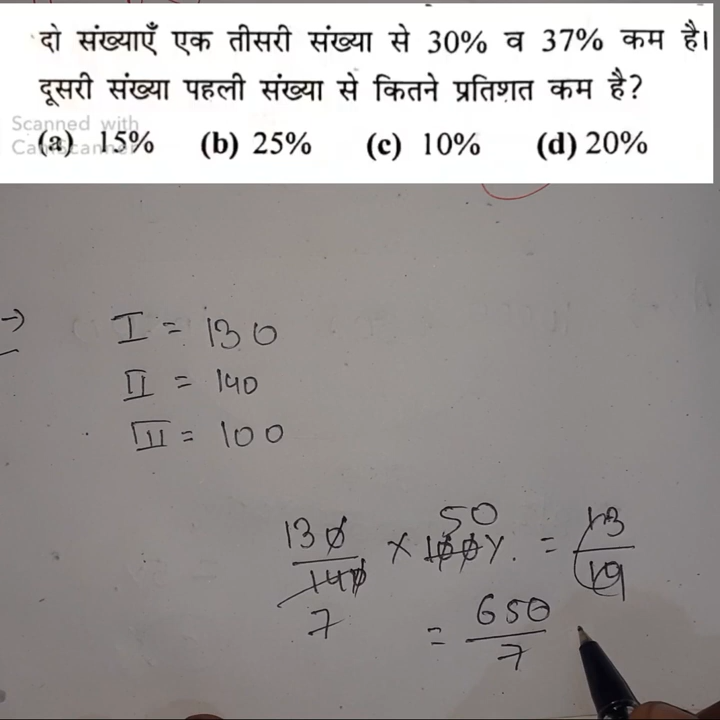 दो संख्याएँ एक तीसरी संख्या से 30% व 37% कम है।
दूसरी संख्या पहली संख्या से कितने प्रतिशत कम है?
Scanned with
CamScanner
(a) 15% (b) 25% (c) 10% (d) 20%
→ I = 130
II = 140
III = 100
130/140 × 100%. = 13/14
50
7
= 650/7